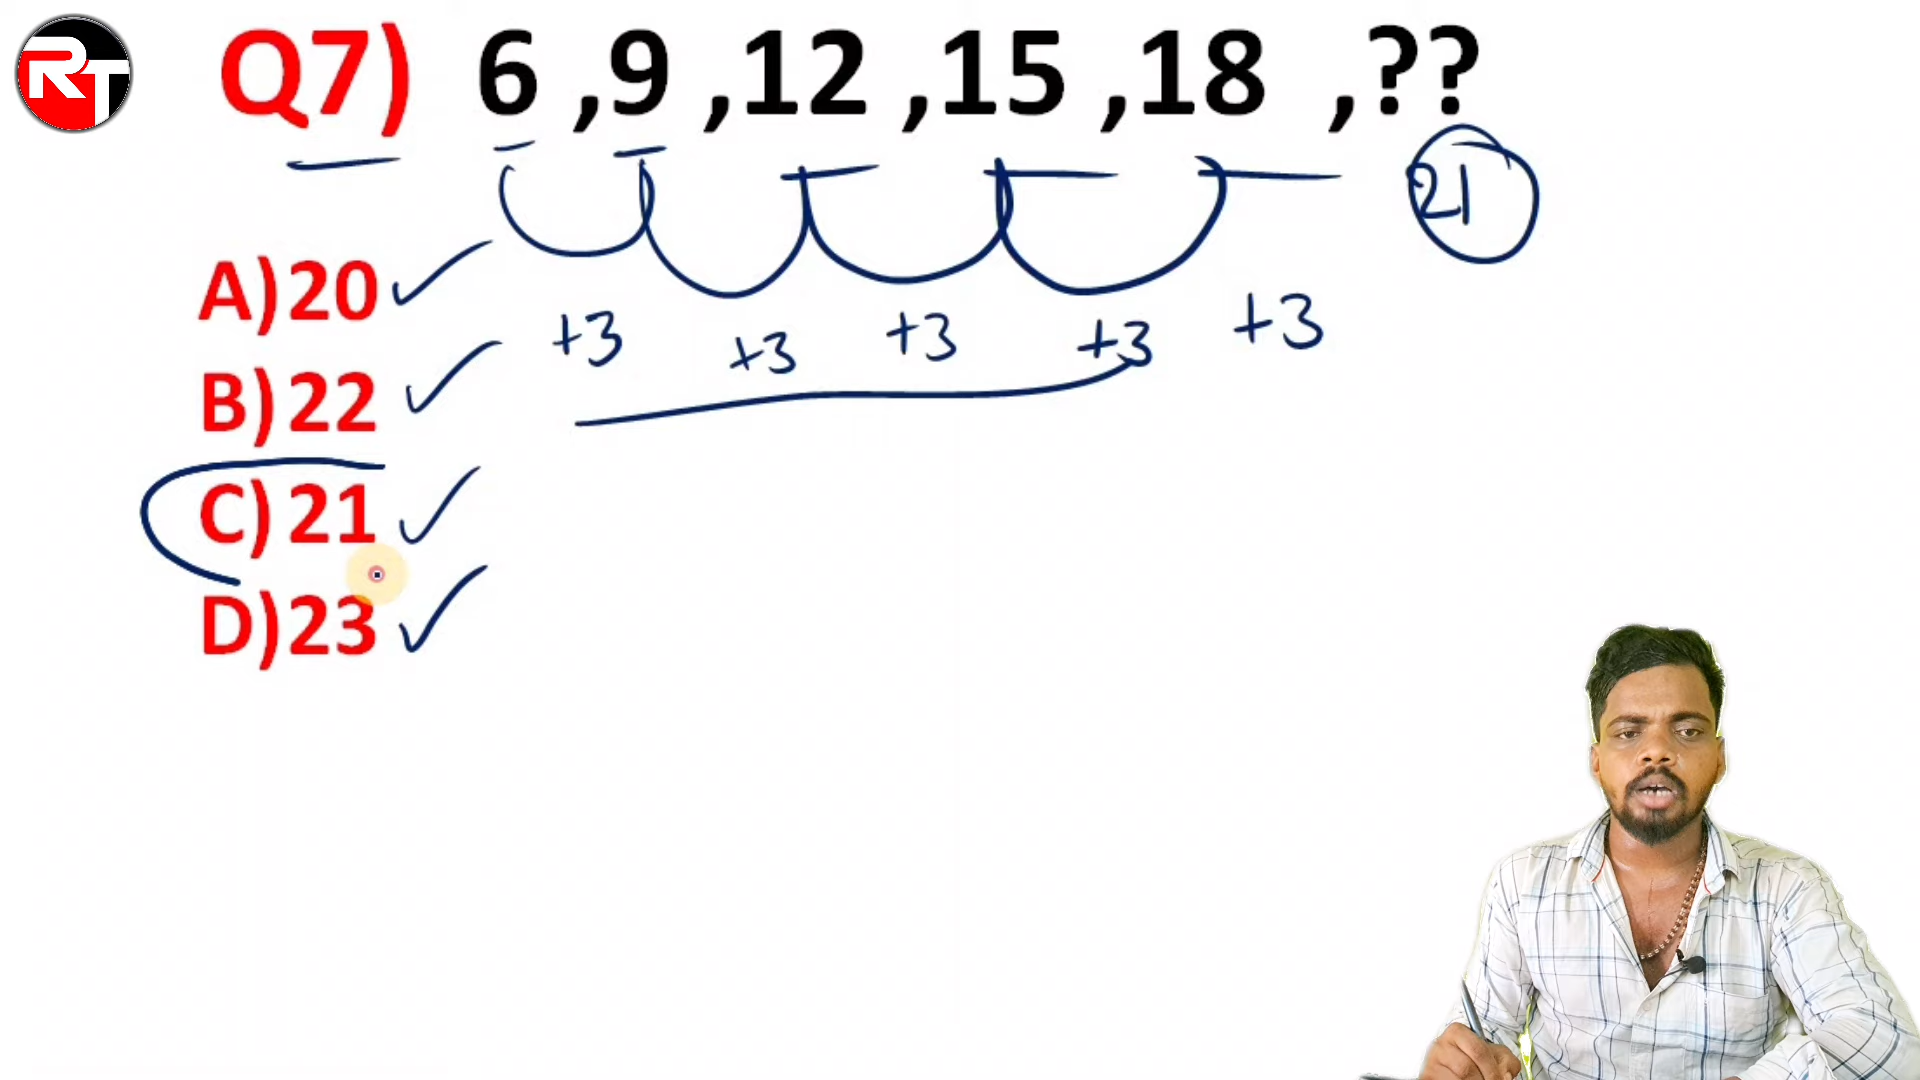 RT
Q7) 6 ,9 ,12 ,15 ,18 ,??
21
A)20
B)22
C)21
D)23
+3 +3 +3 +3 +3